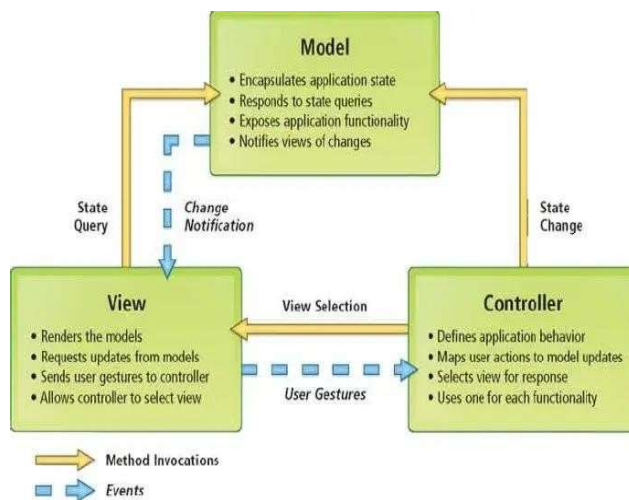 Model
• Encapsulates application state
• Responds to state queries
• Exposes application functionality
• Notifies views of changes
State
Query
Change
Notification
State
Change
View
• Renders the models
• Requests updates from models
• Sends user gestures to controller
• Allows controller to select view
View Selection
User Gestures
Controller
• Defines application behavior
• Maps user actions to model updates
• Selects view for response
• Uses one for each functionality
Method Invocations
Events